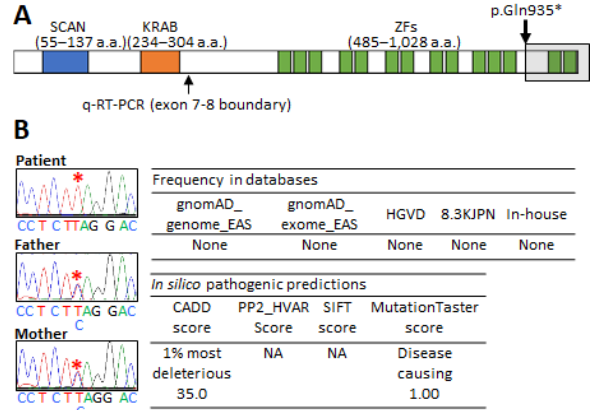 A
p.Gln935*
SCAN KRAB ZFs
(55–137 a.a.) (234–304 a.a.) (485–1,028 a.a.)
q-RT-PCR (exon 7-8 boundary)
B
Patient
*
CC T C TTAG G AC
Father
*
CC T C TTAG G AC
C
Mother
*
CC T C TTAGG AC
C
Frequency in databases
gnomAD_ gnomAD_ HGVD 8.3KJPN In-house
genome_EAS exome_EAS
None None None None None
In silico pathogenic predictions
CADD PP2_HVAR SIFT MutationTaster
score Score score score
1% most NA NA Disease
deleterious causing
35.0 1.00